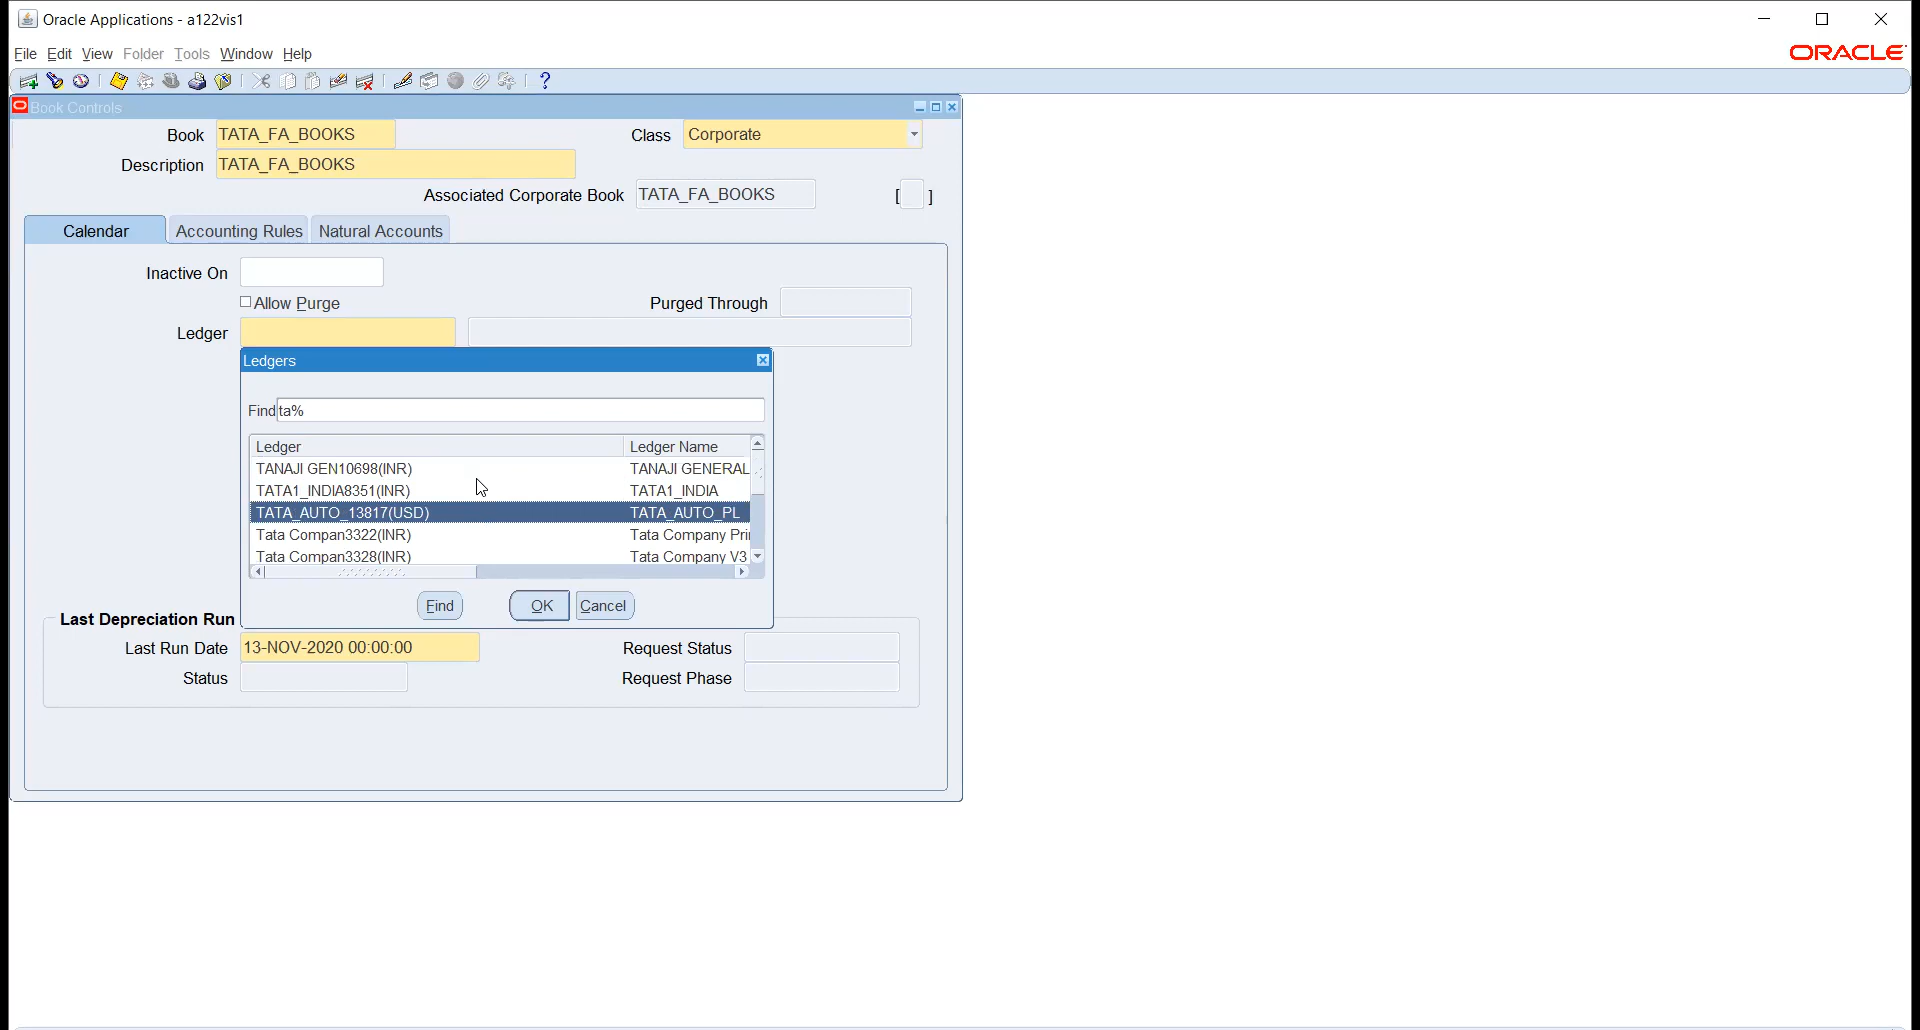 Oracle Applications - a122vis1
File Edit View Folder Tools Window Help
ORACLE
Book Controls
Book TATA_FA_BOOKS Class Corporate
Description TATA_FA_BOOKS
Associated Corporate Book TATA_FA_BOOKS [ ]
Calendar Accounting Rules Natural Accounts
Inactive On
Allow Purge Purged Through
Ledger
Ledgers
Find ta%
Ledger Ledger Name
TANAJI GEN10698(INR) TANAJI GENERAL
TATA1_INDIA8351(INR) TATA1_INDIA
TATA_AUTO_13817(USD) TATA_AUTO_PL
Tata Compan3322(INR) Tata Company Pri
Tata Compan3328(INR) Tata Company V3
Find OK Cancel
Last Depreciation Run
Last Run Date 13-NOV-2020 00:00:00 Request Status
Status Request Phase